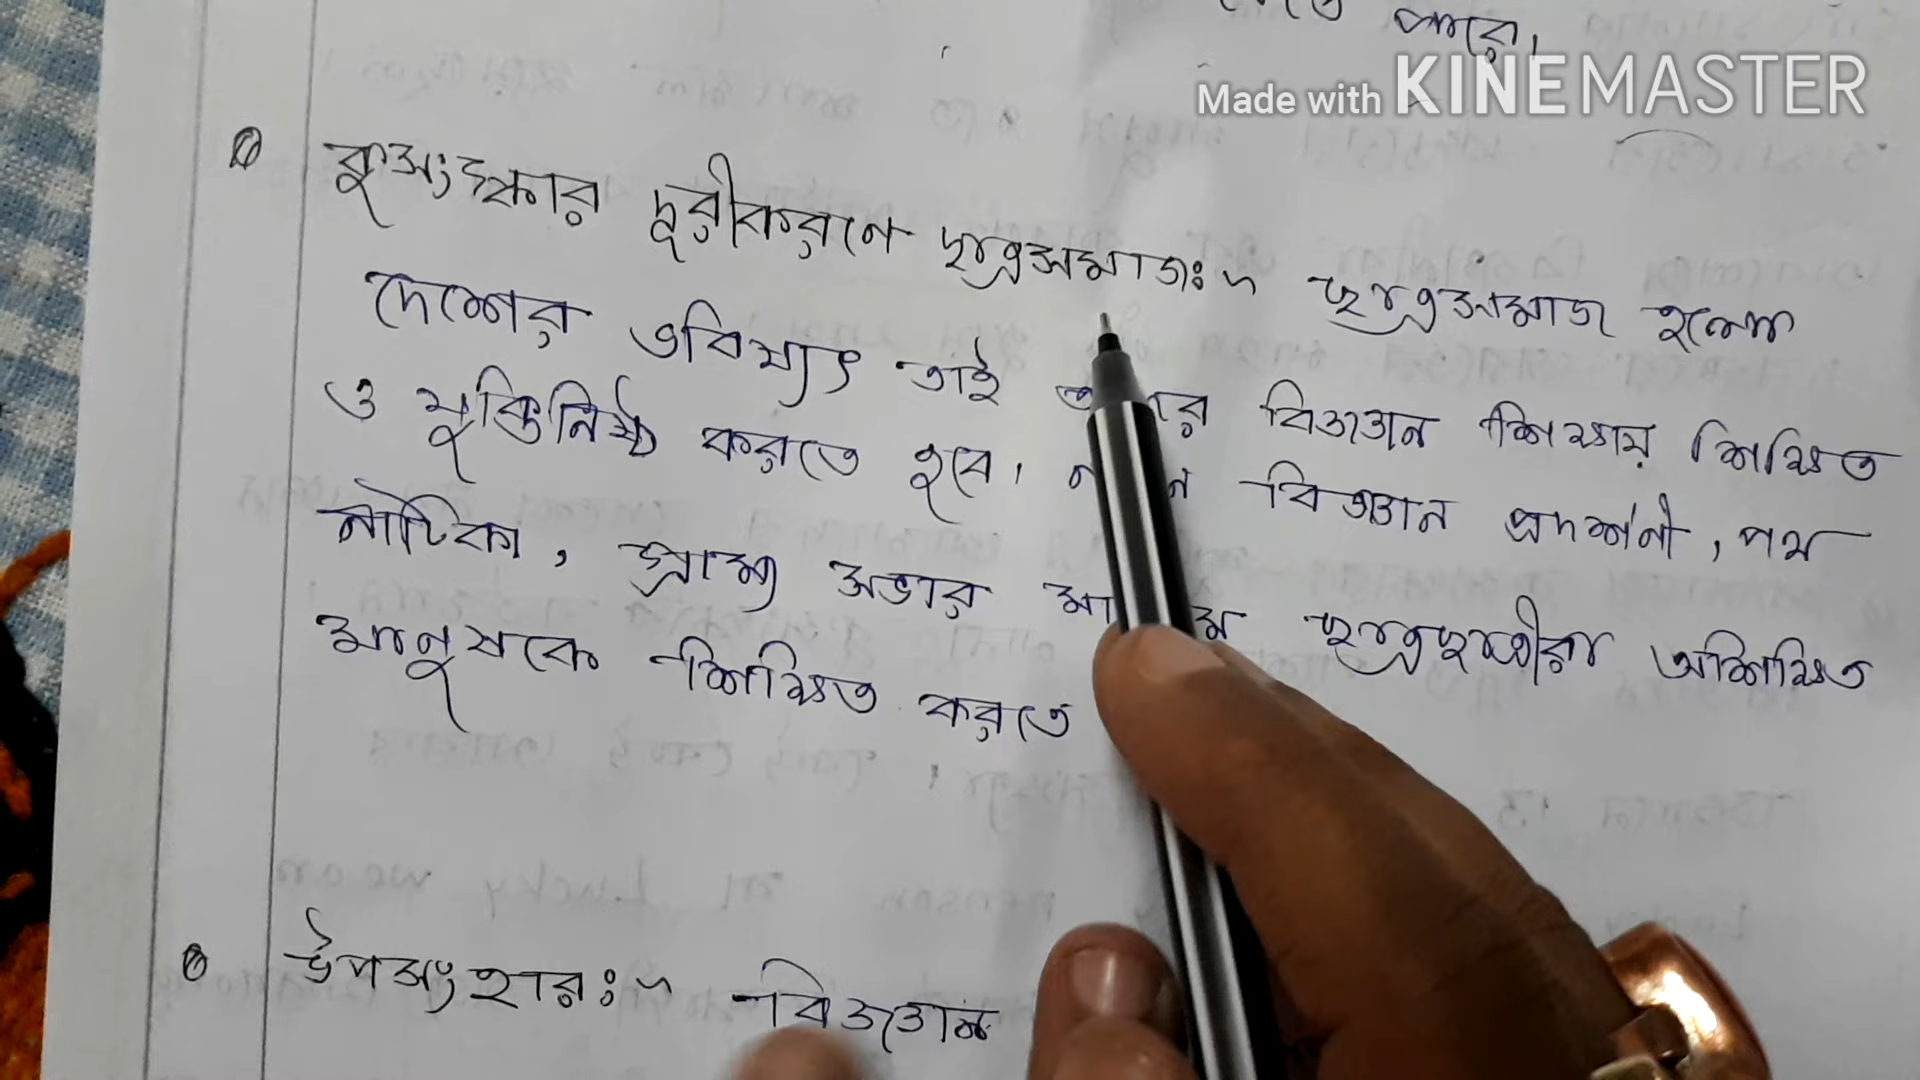 পারে।
Made with KINEMASTER
কুসংস্কার দূরীকরণে ছাত্রসমাজঃ- ছাত্রসমাজ হলো
দেশের ভবিষ্যৎ তাই বিজ্ঞান শিক্ষায় শিক্ষিত
ও যুক্তিনিষ্ঠ করতে হবে। বিজ্ঞান প্রদর্শনী, পথ
নাটিকা, গ্রাম্য সভার ছাত্রছাত্রীরা অশিক্ষিত
মানুষকে শিক্ষিত করতে
উপসংহারঃ- বিজ্ঞান